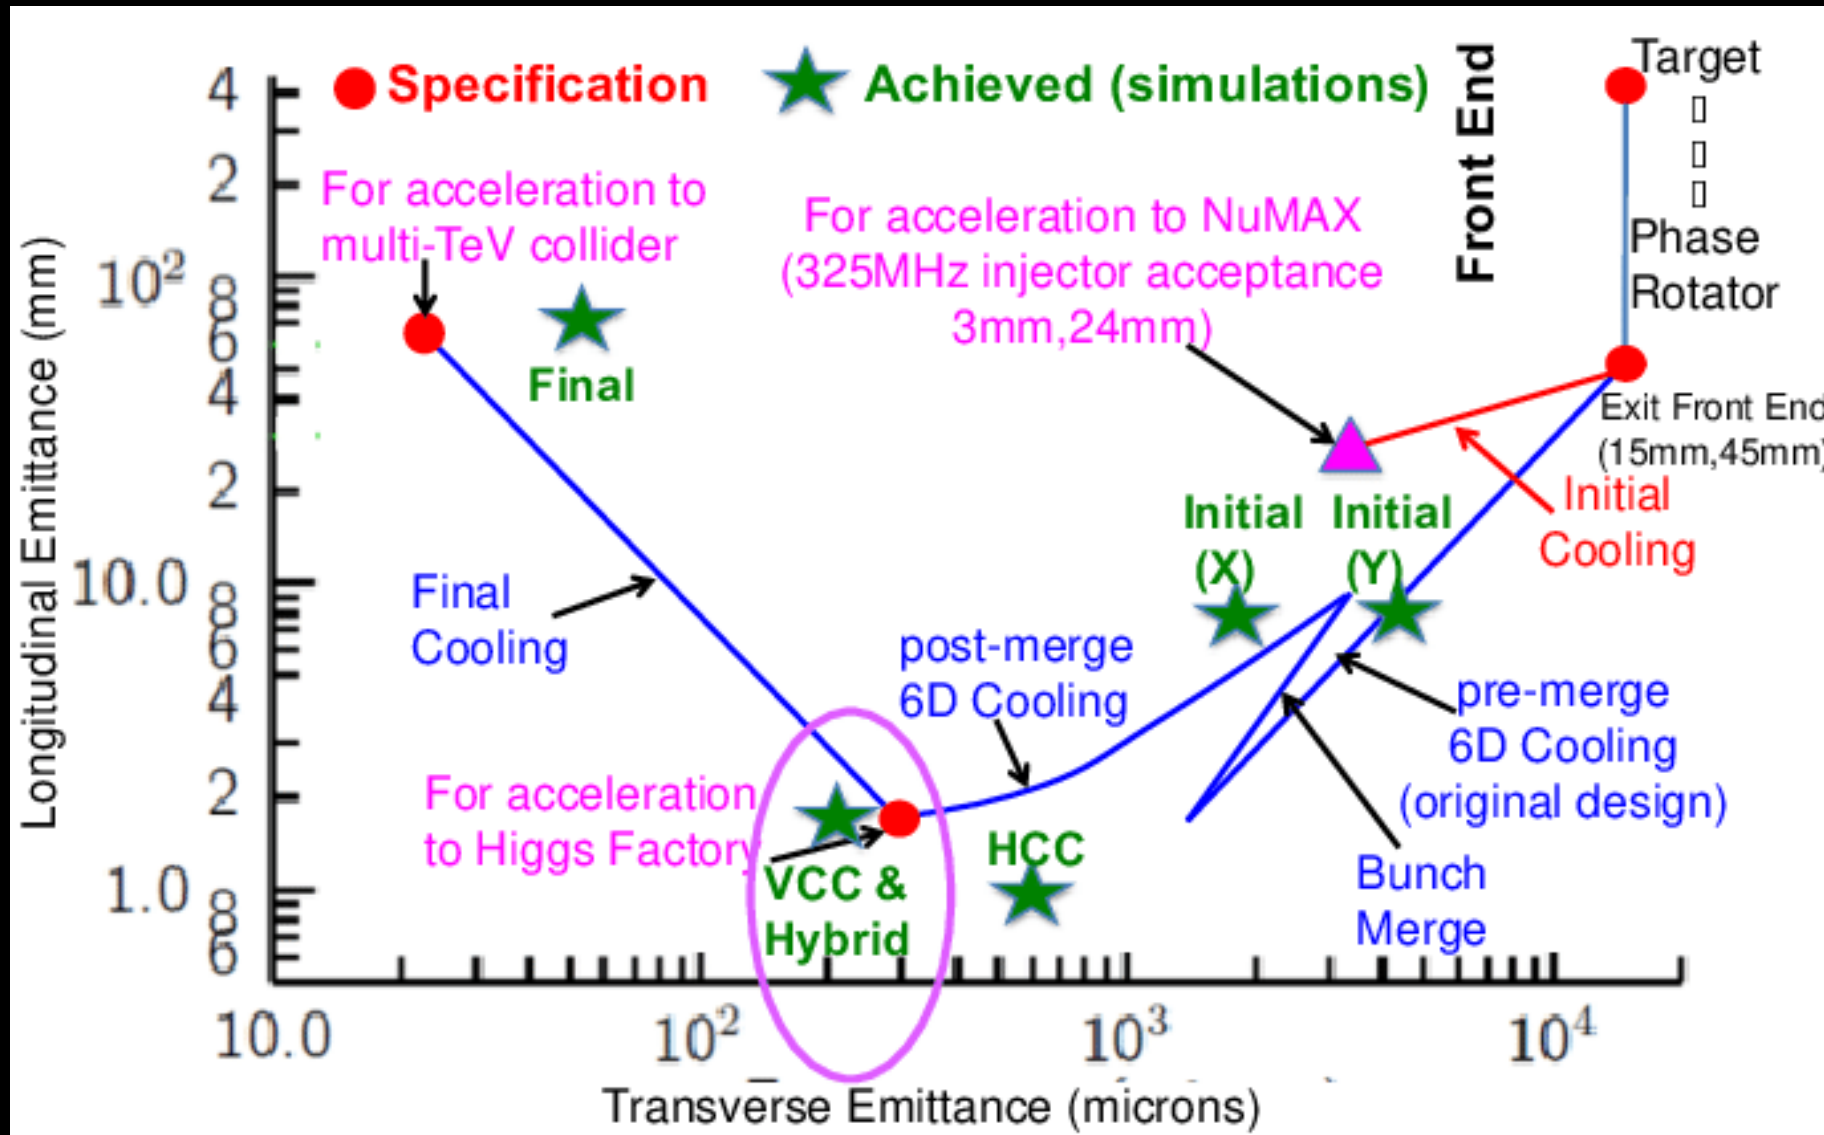 Specification
Achieved (simulations)
Front End
Target
▯
▯
▯
Phase
Rotator
For acceleration to
multi-TeV collider
For acceleration to NuMAX
(325MHz injector acceptance
3mm,24mm)
Final
Exit Front End
(15mm,45mm)
Initial
Cooling
Initial
(X)
Initial
(Y)
Final
Cooling
post-merge
6D Cooling
pre-merge
6D Cooling
(original design)
Bunch
Merge
For acceleration
to Higgs Factory
VCC &
Hybrid
HCC
Longitudinal Emittance (mm)
4
2
10²
8
6
4
2
10.0
8
6
4
2
1.0
8
6
10.0
10²
10³
10⁴
Transverse Emittance (microns)